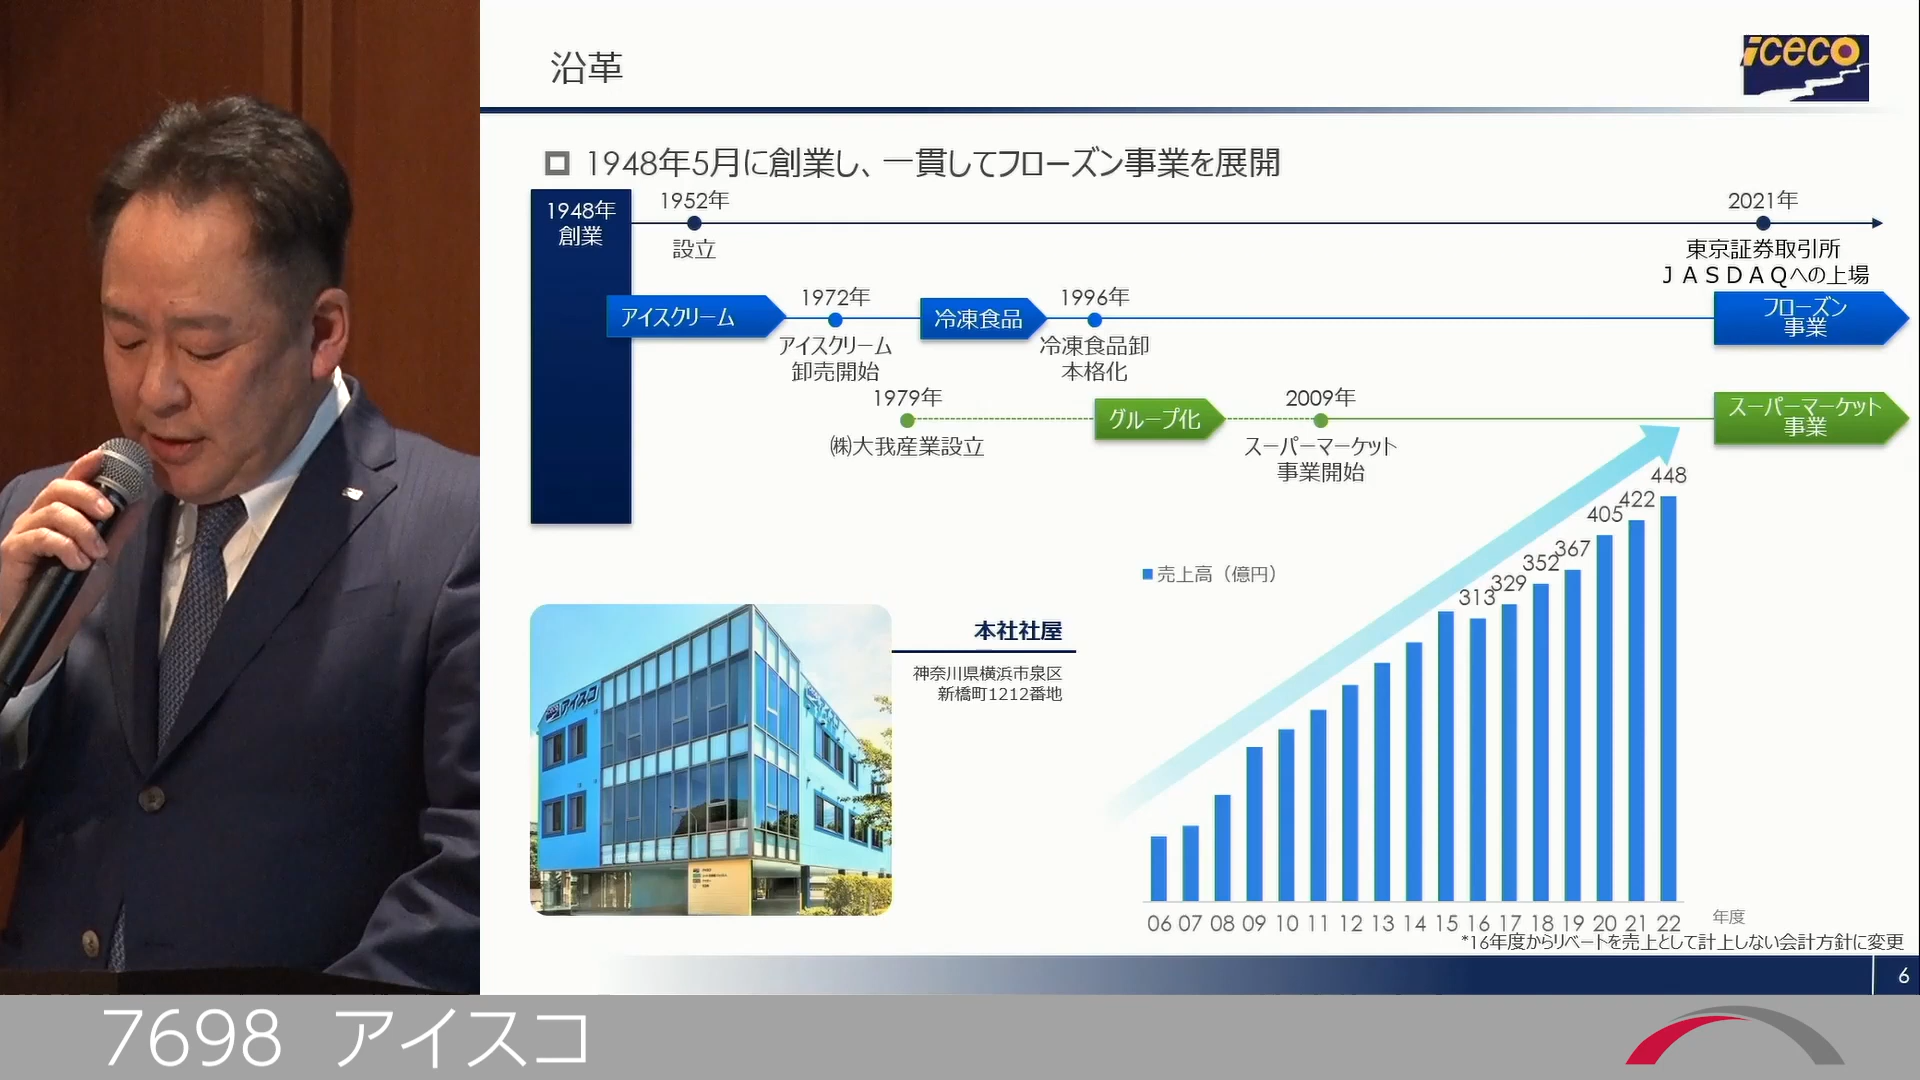 沿革
iceco
1948年5月に創業し、一貫してフローズン事業を展開
1948年
創業
1952年
設立
2021年
東京証券取引所
ＪＡＳＤＡＱへの上場
アイスクリーム
1972年
アイスクリーム
卸売開始
冷凍食品
1996年
冷凍食品卸
本格化
フローズン
事業
1979年
㈱大我産業設立
グループ化
2009年
スーパーマーケット
事業開始
スーパーマーケット
事業
売上高（億円）
313
329
352
367
405
422
448
06 07 08 09 10 11 12 13 14 15 16 17 18 19 20 21 22 年度
*16年度からリベートを売上として計上しない会計方針に変更
本社社屋
神奈川県横浜市泉区
新橋町1212番地
アイスコ
6
7698 アイスコ